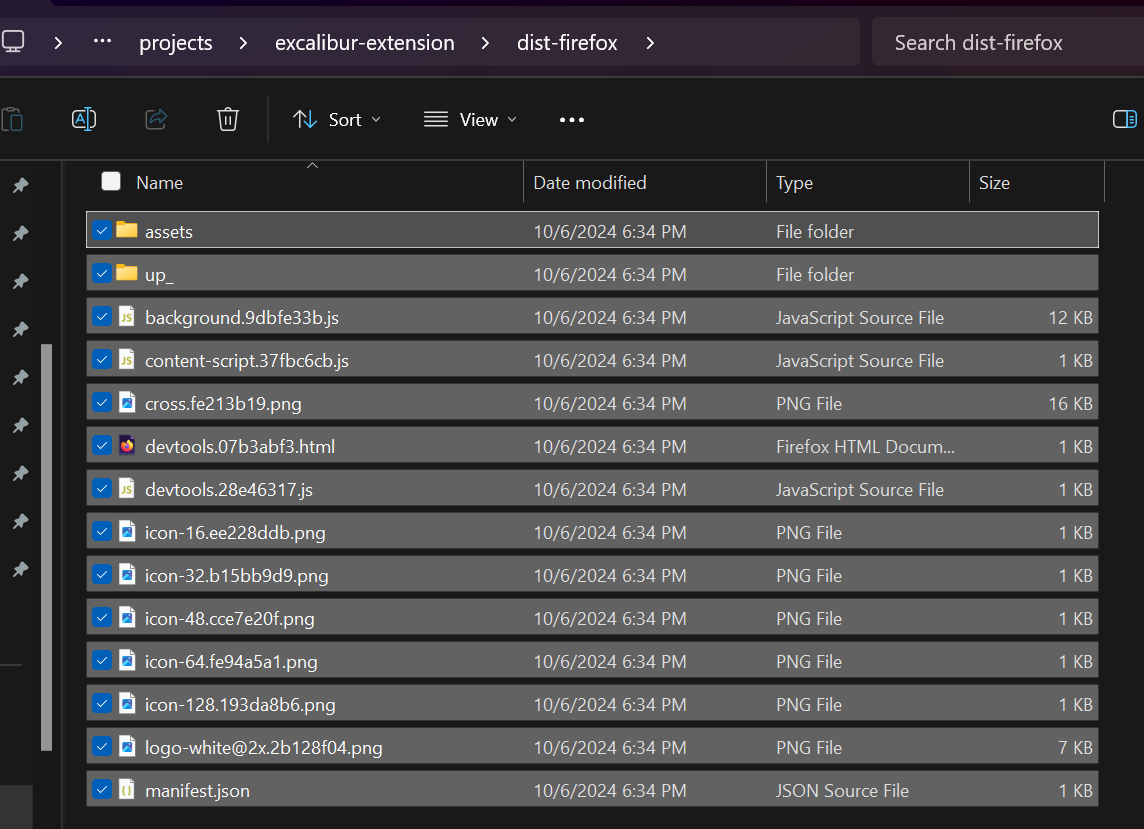 ... projects excalibur-extension dist-firefox Search dist-firefox
Sort View
Name Date modified Type Size
assets 10/6/2024 6:34 PM File folder
up_ 10/6/2024 6:34 PM File folder
background.9dbfe33b.js 10/6/2024 6:34 PM JavaScript Source File 12 KB
content-script.37fbc6cb.js 10/6/2024 6:34 PM JavaScript Source File 1 KB
cross.fe213b19.png 10/6/2024 6:34 PM PNG File 16 KB
devtools.07b3abf3.html 10/6/2024 6:34 PM Firefox HTML Docum... 1 KB
devtools.28e46317.js 10/6/2024 6:34 PM JavaScript Source File 1 KB
icon-16.ee228ddb.png 10/6/2024 6:34 PM PNG File 1 KB
icon-32.b15bb9d9.png 10/6/2024 6:34 PM PNG File 1 KB
icon-48.cce7e20f.png 10/6/2024 6:34 PM PNG File 1 KB
icon-64.fe94a5a1.png 10/6/2024 6:34 PM PNG File 1 KB
icon-128.193da8b6.png 10/6/2024 6:34 PM PNG File 1 KB
logo-white@2x.2b128f04.png 10/6/2024 6:34 PM PNG File 7 KB
manifest.json 10/6/2024 6:34 PM JSON Source File 1 KB